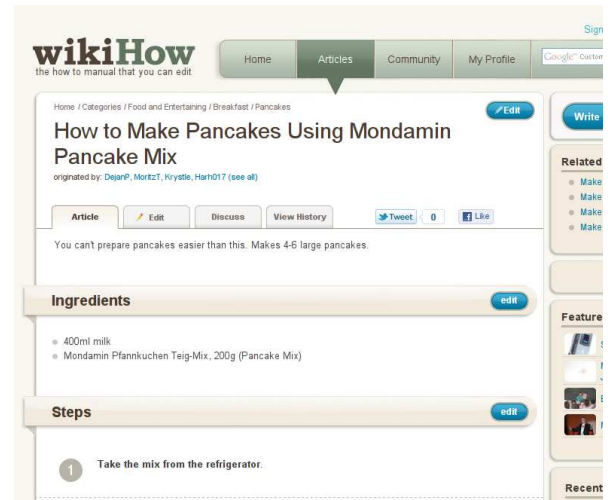 Sign
wikiHow
the how to manual that you can edit
Home
Articles
Community
My Profile
Google™ Custom
Home / Categories / Food and Entertaining / Breakfast / Pancakes
Edit
How to Make Pancakes Using Mondamin
Pancake Mix
originated by: DejanP, MoritzT, Krystle, Harh017 (see all)
Article
Edit
Discuss
View History
Tweet
0
Like
You can't prepare pancakes easier than this. Makes 4-6 large pancakes.
Ingredients
edit
400ml milk
Mondamin Pfannkuchen Teig-Mix, 200g (Pancake Mix)
Steps
edit
1
Take the mix from the refrigerator.
Write
Related
Make
Make
Make
Make
Feature
Recent